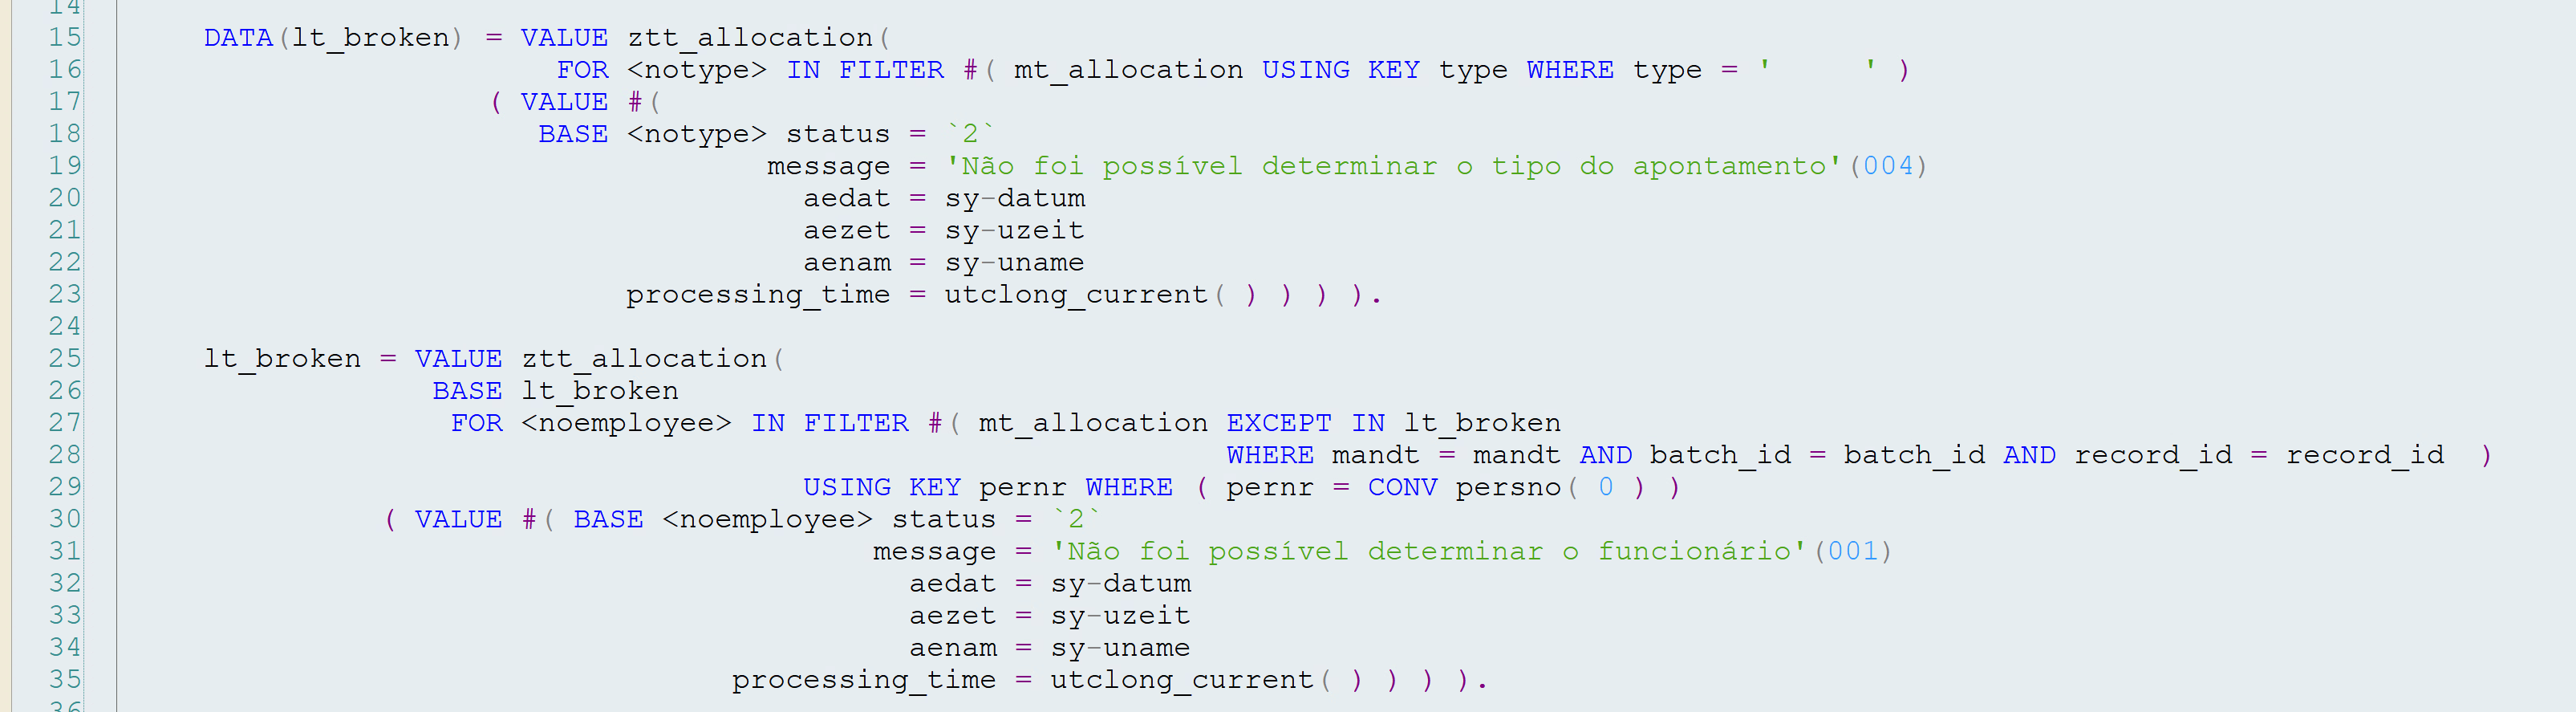 14
15 DATA(lt_broken) = VALUE ztt_allocation(
16 FOR <notype> IN FILTER #( mt_allocation USING KEY type WHERE type = '     ' )
17 ( VALUE #(
18 BASE <notype> status = `2`
19 message = 'Não foi possível determinar o tipo do apontamento'(004)
20 aedat = sy-datum
21 aezet = sy-uzeit
22 aenam = sy-uname
23 processing_time = utclong_current( ) ) ) ).
24
25 lt_broken = VALUE ztt_allocation(
26 BASE lt_broken
27 FOR <noemployee> IN FILTER #( mt_allocation EXCEPT IN lt_broken
28 WHERE mandt = mandt AND batch_id = batch_id AND record_id = record_id  )
29 USING KEY pernr WHERE ( pernr = CONV persno( 0 ) )
30 ( VALUE #( BASE <noemployee> status = `2`
31 message = 'Não foi possível determinar o funcionário'(001)
32 aedat = sy-datum
33 aezet = sy-uzeit
34 aenam = sy-uname
35 processing_time = utclong_current( ) ) ) ).
36